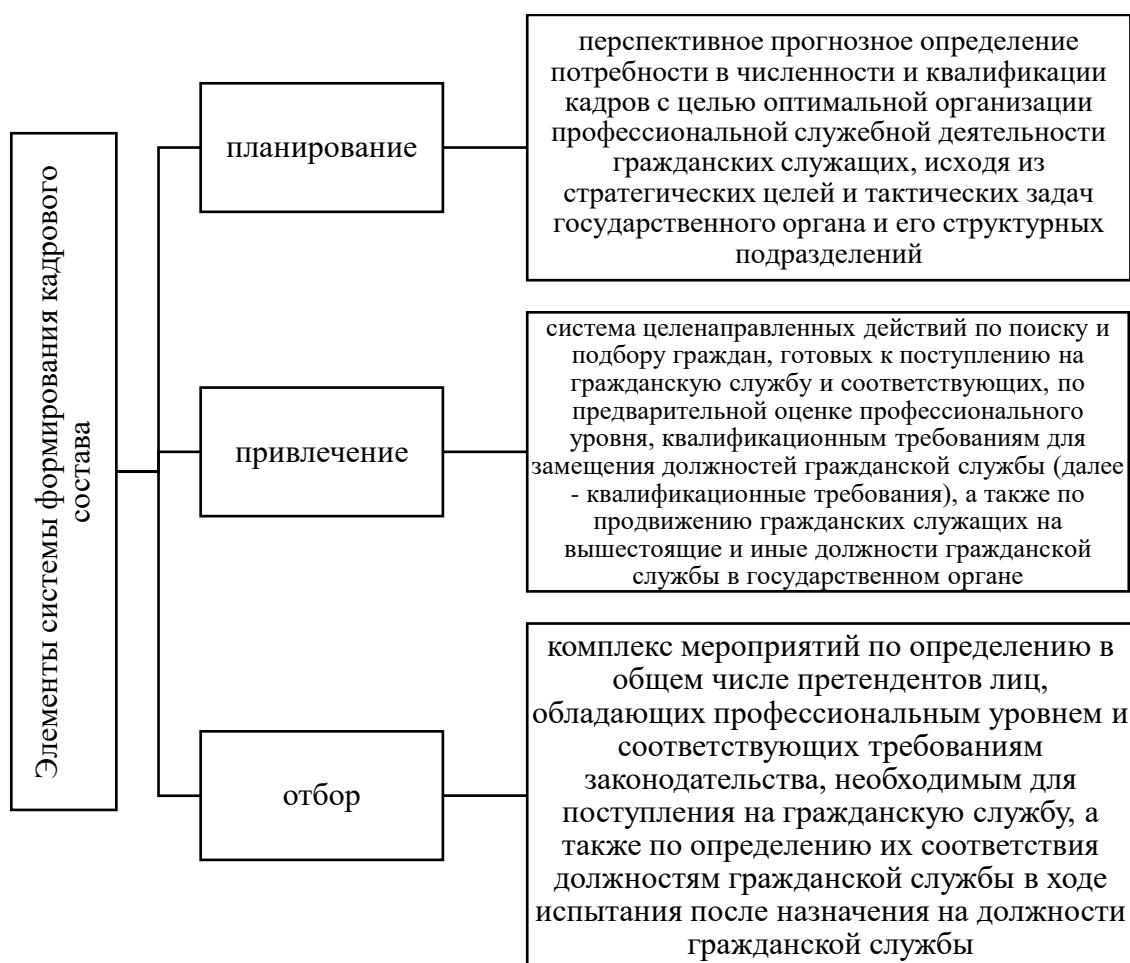 Элементы системы формирования кадрового
состава
планирование
перспективное прогнозное определение
потребности в численности и квалификации
кадров с целью оптимальной организации
профессиональной служебной деятельности
гражданских служащих, исходя из
стратегических целей и тактических задач
государственного органа и его структурных
подразделений
привлечение
система целенаправленных действий по поиску и
подбору граждан, готовых к поступлению на
гражданскую службу и соответствующих, по
предварительной оценке профессионального
уровня, квалификационным требованиям для
замещения должностей гражданской службы (далее
- квалификационные требования), а также по
продвижению гражданских служащих на
вышестоящие и иные должности гражданской
службы в государственном органе
отбор
комплекс мероприятий по определению в
общем числе претендентов лиц,
обладающих профессиональным уровнем и
соответствующих требованиям
законодательства, необходимым для
поступления на гражданскую службу, а
также по определению их соответствия
должностям гражданской службы в ходе
испытания после назначения на должности
гражданской службы